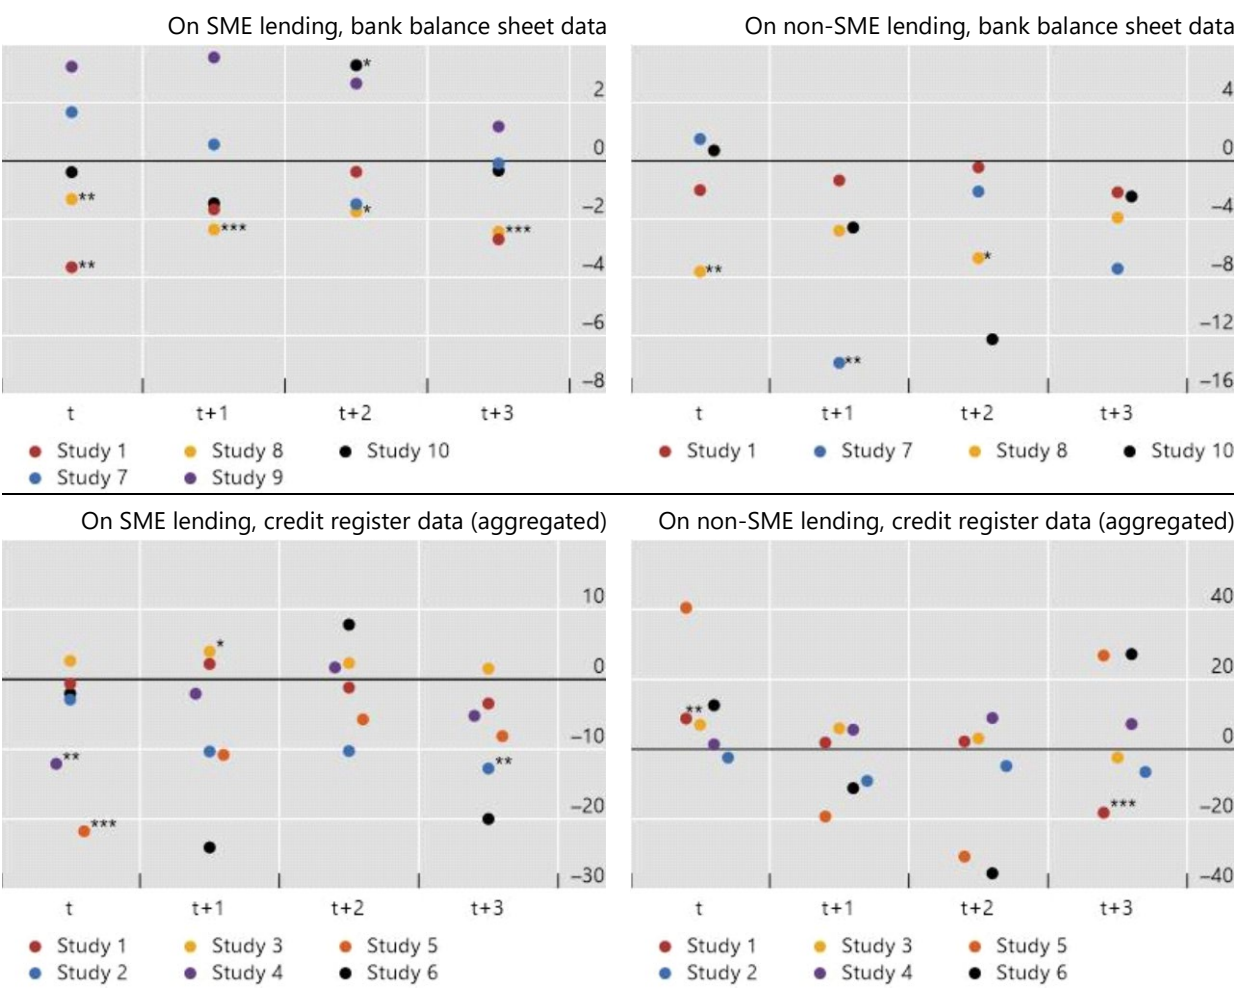 On SME lending, bank balance sheet data
2
0
–2
–4
–6
–8
*
**
***
*
***
**
t t+1 t+2 t+3
Study 1 Study 8 Study 10
Study 7 Study 9
On non-SME lending, bank balance sheet data
4
0
–4
–8
–12
–16
**
*
**
t t+1 t+2 t+3
Study 1 Study 7 Study 8 Study 10
On SME lending, credit register data (aggregated)
10
0
–10
–20
–30
*
**
**
***
t t+1 t+2 t+3
Study 1 Study 3 Study 5
Study 2 Study 4 Study 6
On non-SME lending, credit register data (aggregated)
40
20
0
–20
–40
**
***
t t+1 t+2 t+3
Study 1 Study 3 Study 5
Study 2 Study 4 Study 6